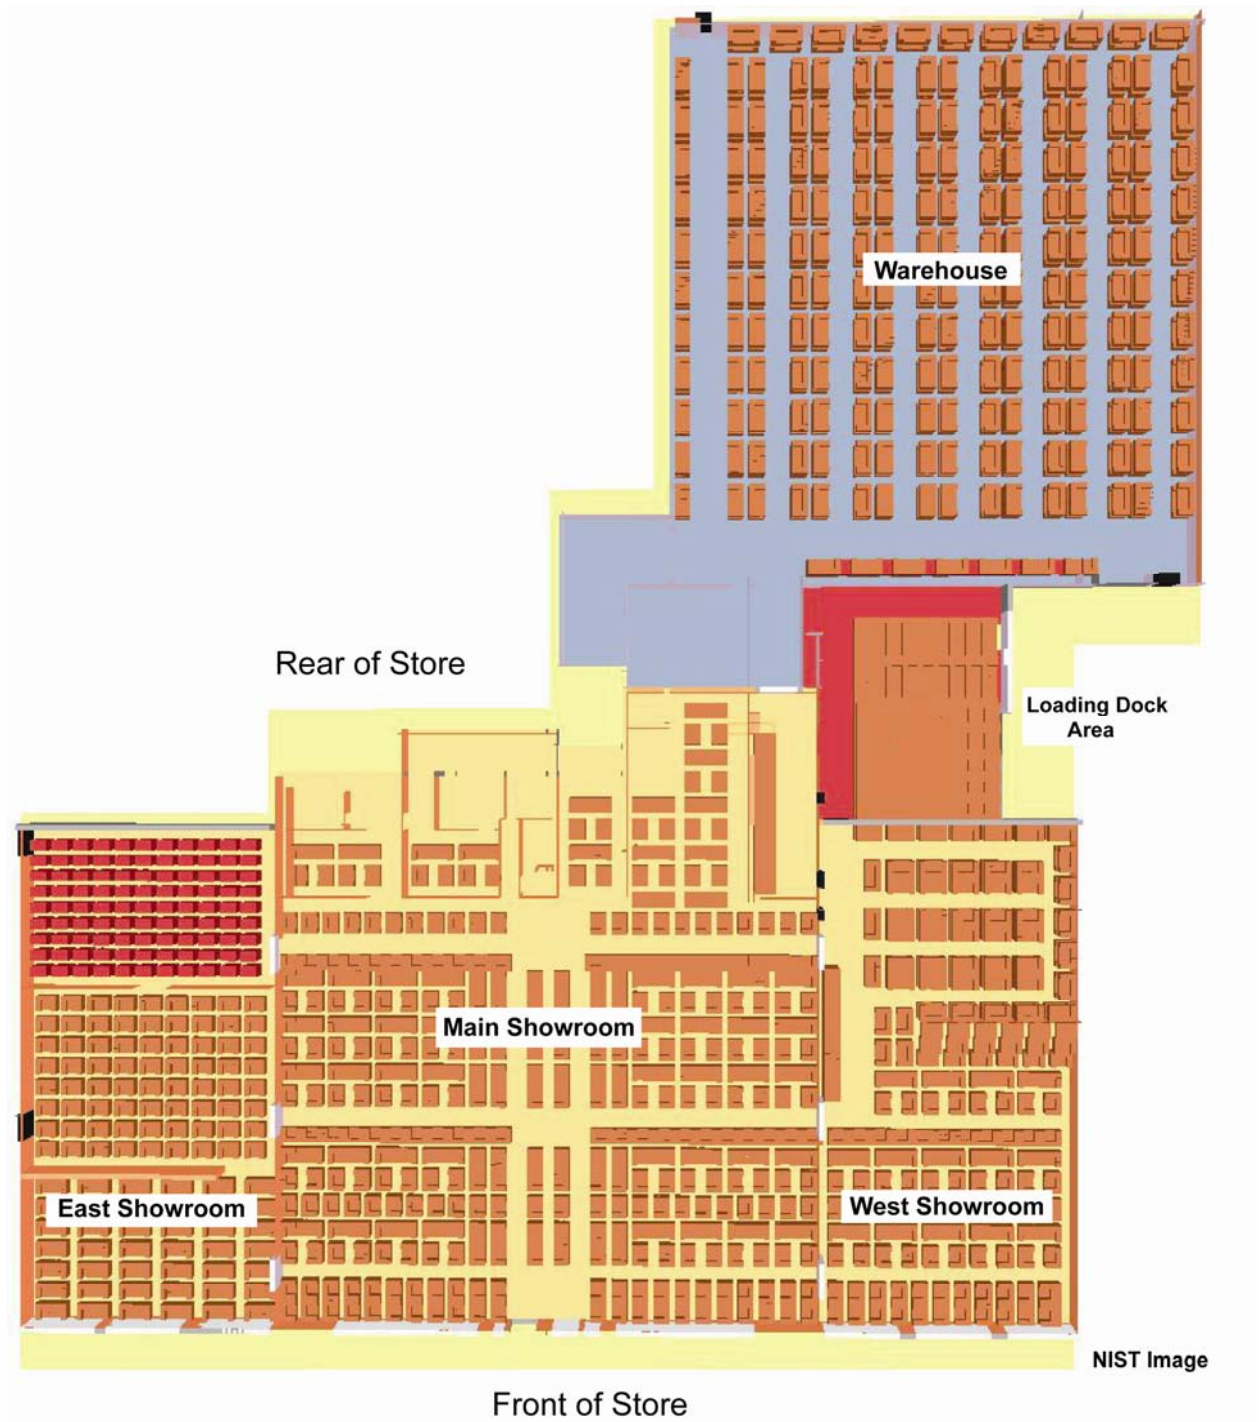 Warehouse
Rear of Store
Loading Dock
Area
Main Showroom
East Showroom
West Showroom
NIST Image
Front of Store